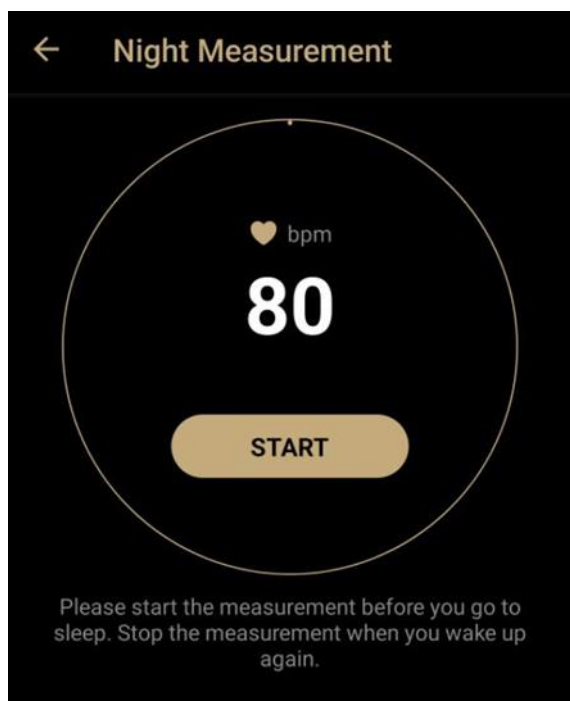 Night Measurement
bpm
80
START
Please start the measurement before you go to
sleep. Stop the measurement when you wake up
again.